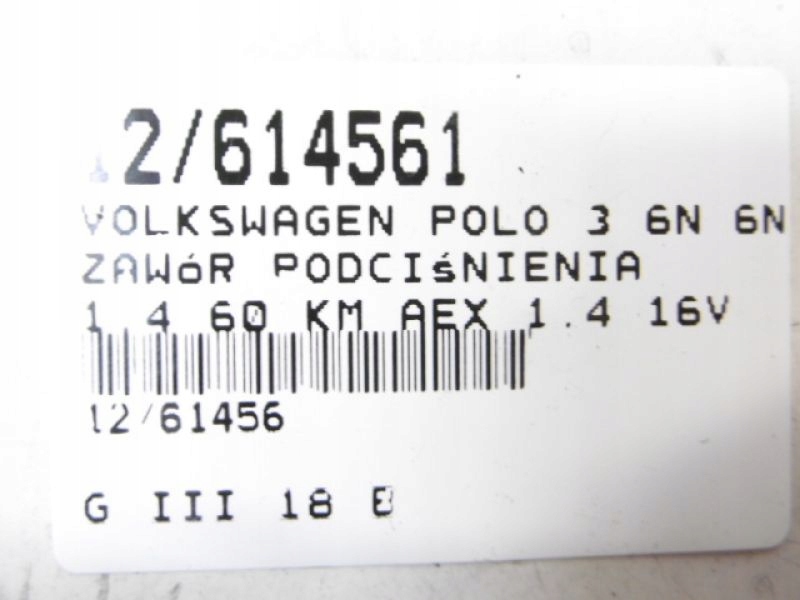 12/614561
VOLKSWAGEN POLO 3 6N 6N
ZAWóR PODCIśNIENIA
1.4 60 KM AEX 1.4 16V
12/61456
G III 18 E